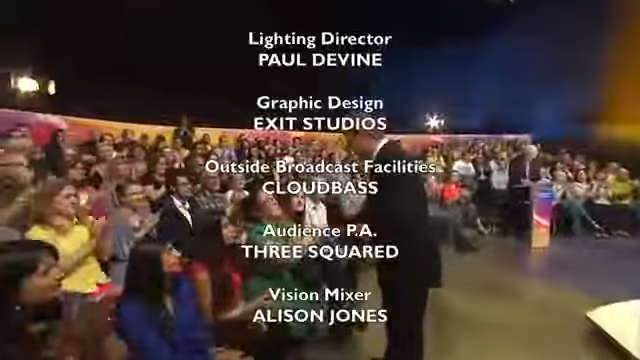 Lighting Director
PAUL DEVINE
Graphic Design
EXIT STUDIOS
Outside Broadcast Facilities
CLOUDBASS
Audience P.A.
THREE SQUARED
Vision Mixer
ALISON JONES